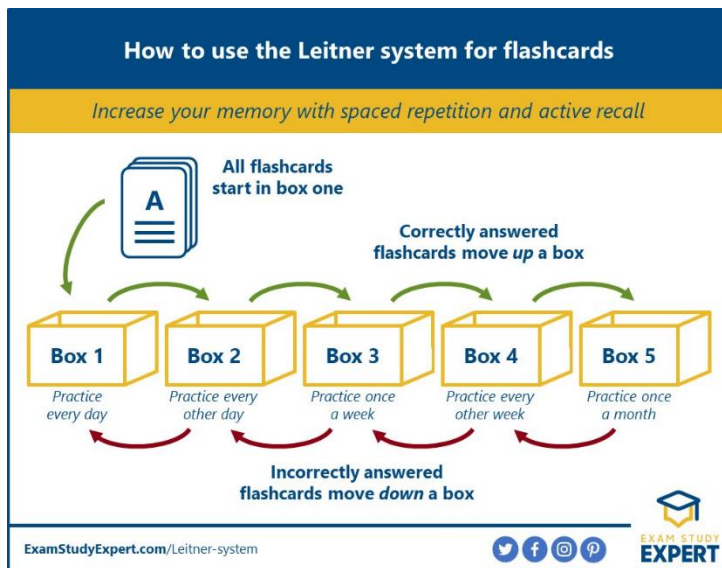 How to use the Leitner system for flashcards
Increase your memory with spaced repetition and active recall
A
All flashcards
start in box one
Correctly answered
flashcards move up a box
Box 1
Box 2
Box 3
Box 4
Box 5
Practice
every day
Practice every
other day
Practice once
a week
Practice every
other week
Practice once
a month
Incorrectly answered
flashcards move down a box
ExamStudyExpert.com/Leitner-system
EXAM STUDY
EXPERT